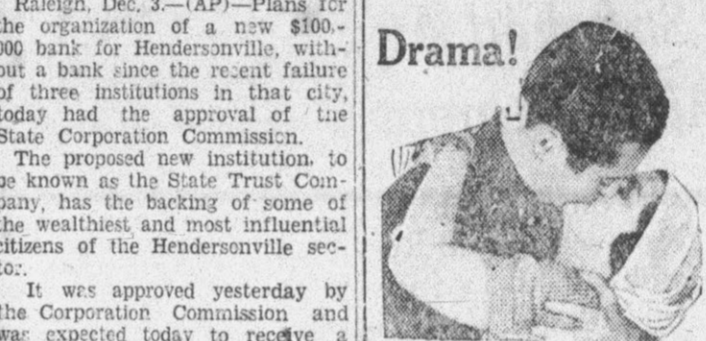 Raleigh, Dec. 3.—(AP)—Plans for
the organization of a new $100,-
000 bank for Hendersonville, with-
out a bank since the recent failure
of three institutions in that city,
today had the approval of the
State Corporation Commission.
The proposed new institution, to
be known as the State Trust Com-
pany, has the backing of some of
the wealthiest and most influential
citizens of the Hendersonville sec-
tor.
It was approved yesterday by
the Corporation Commission and
was expected today to receive a
Drama!